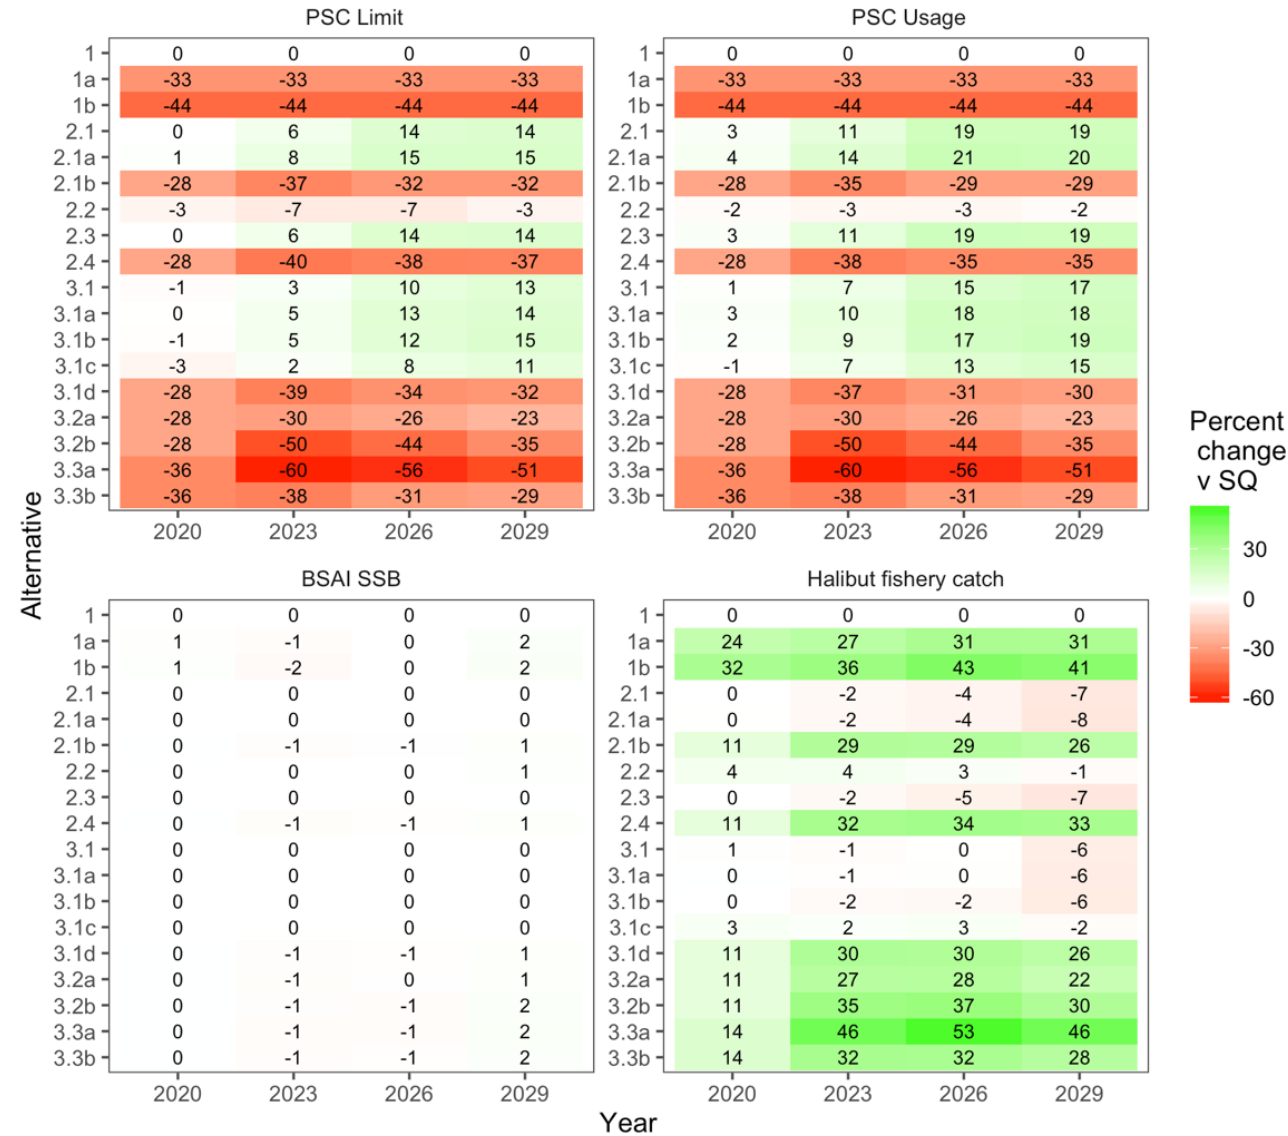 PSC Limit PSC Usage
1 0 0 0 0 1 0 0 0 0
1a -33 -33 -33 -33 1a -33 -33 -33 -33
1b -44 -44 -44 -44 1b -44 -44 -44 -44
2.1 0 6 14 14 2.1 3 11 19 19
2.1a 1 8 15 15 2.1a 4 14 21 20
2.1b -28 -37 -32 -32 2.1b -28 -35 -29 -29
2.2 -3 -7 -7 -3 2.2 -2 -3 -3 -2
2.3 0 6 14 14 2.3 3 11 19 19
2.4 -28 -40 -38 -37 2.4 -28 -38 -35 -35
3.1 -1 3 10 13 3.1 1 7 15 17
3.1a 0 5 13 14 3.1a 3 10 18 18
3.1b -1 5 12 15 3.1b 2 9 17 19
3.1c -3 2 8 11 3.1c -1 7 13 15
3.1d -28 -39 -34 -32 3.1d -28 -37 -31 -30
3.2a -28 -30 -26 -23 3.2a -28 -30 -26 -23
3.2b -28 -50 -44 -35 3.2b -28 -50 -44 -35
3.3a -36 -60 -56 -51 3.3a -36 -60 -56 -51
3.3b -36 -38 -31 -29 3.3b -36 -38 -31 -29
2020 2023 2026 2029 2020 2023 2026 2029
BSAI SSB Halibut fishery catch
1 0 0 0 0 1 0 0 0 0
1a 1 -1 0 2 1a 24 27 31 31
1b 1 -2 0 2 1b 32 36 43 41
2.1 0 0 0 0 2.1 0 -2 -4 -7
2.1a 0 0 0 0 2.1a 0 -2 -4 -8
2.1b 0 -1 -1 1 2.1b 11 29 29 26
2.2 0 0 0 1 2.2 4 4 3 -1
2.3 0 0 0 0 2.3 0 -2 -5 -7
2.4 0 -1 -1 1 2.4 11 32 34 33
3.1 0 0 0 0 3.1 1 -1 0 -6
3.1a 0 0 0 0 3.1a 0 -1 0 -6
3.1b 0 0 0 0 3.1b 0 -2 -2 -6
3.1c 0 0 0 0 3.1c 3 2 3 -2
3.1d 0 -1 -1 1 3.1d 11 30 30 26
3.2a 0 -1 0 1 3.2a 11 27 28 22
3.2b 0 -1 -1 2 3.2b 11 35 37 30
3.3a 0 -1 -1 2 3.3a 14 46 53 46
3.3b 0 -1 -1 2 3.3b 14 32 32 28
2020 2023 2026 2029 2020 2023 2026 2029
Alternative
Year
Percent
change
v SQ
30
0
-30
-60